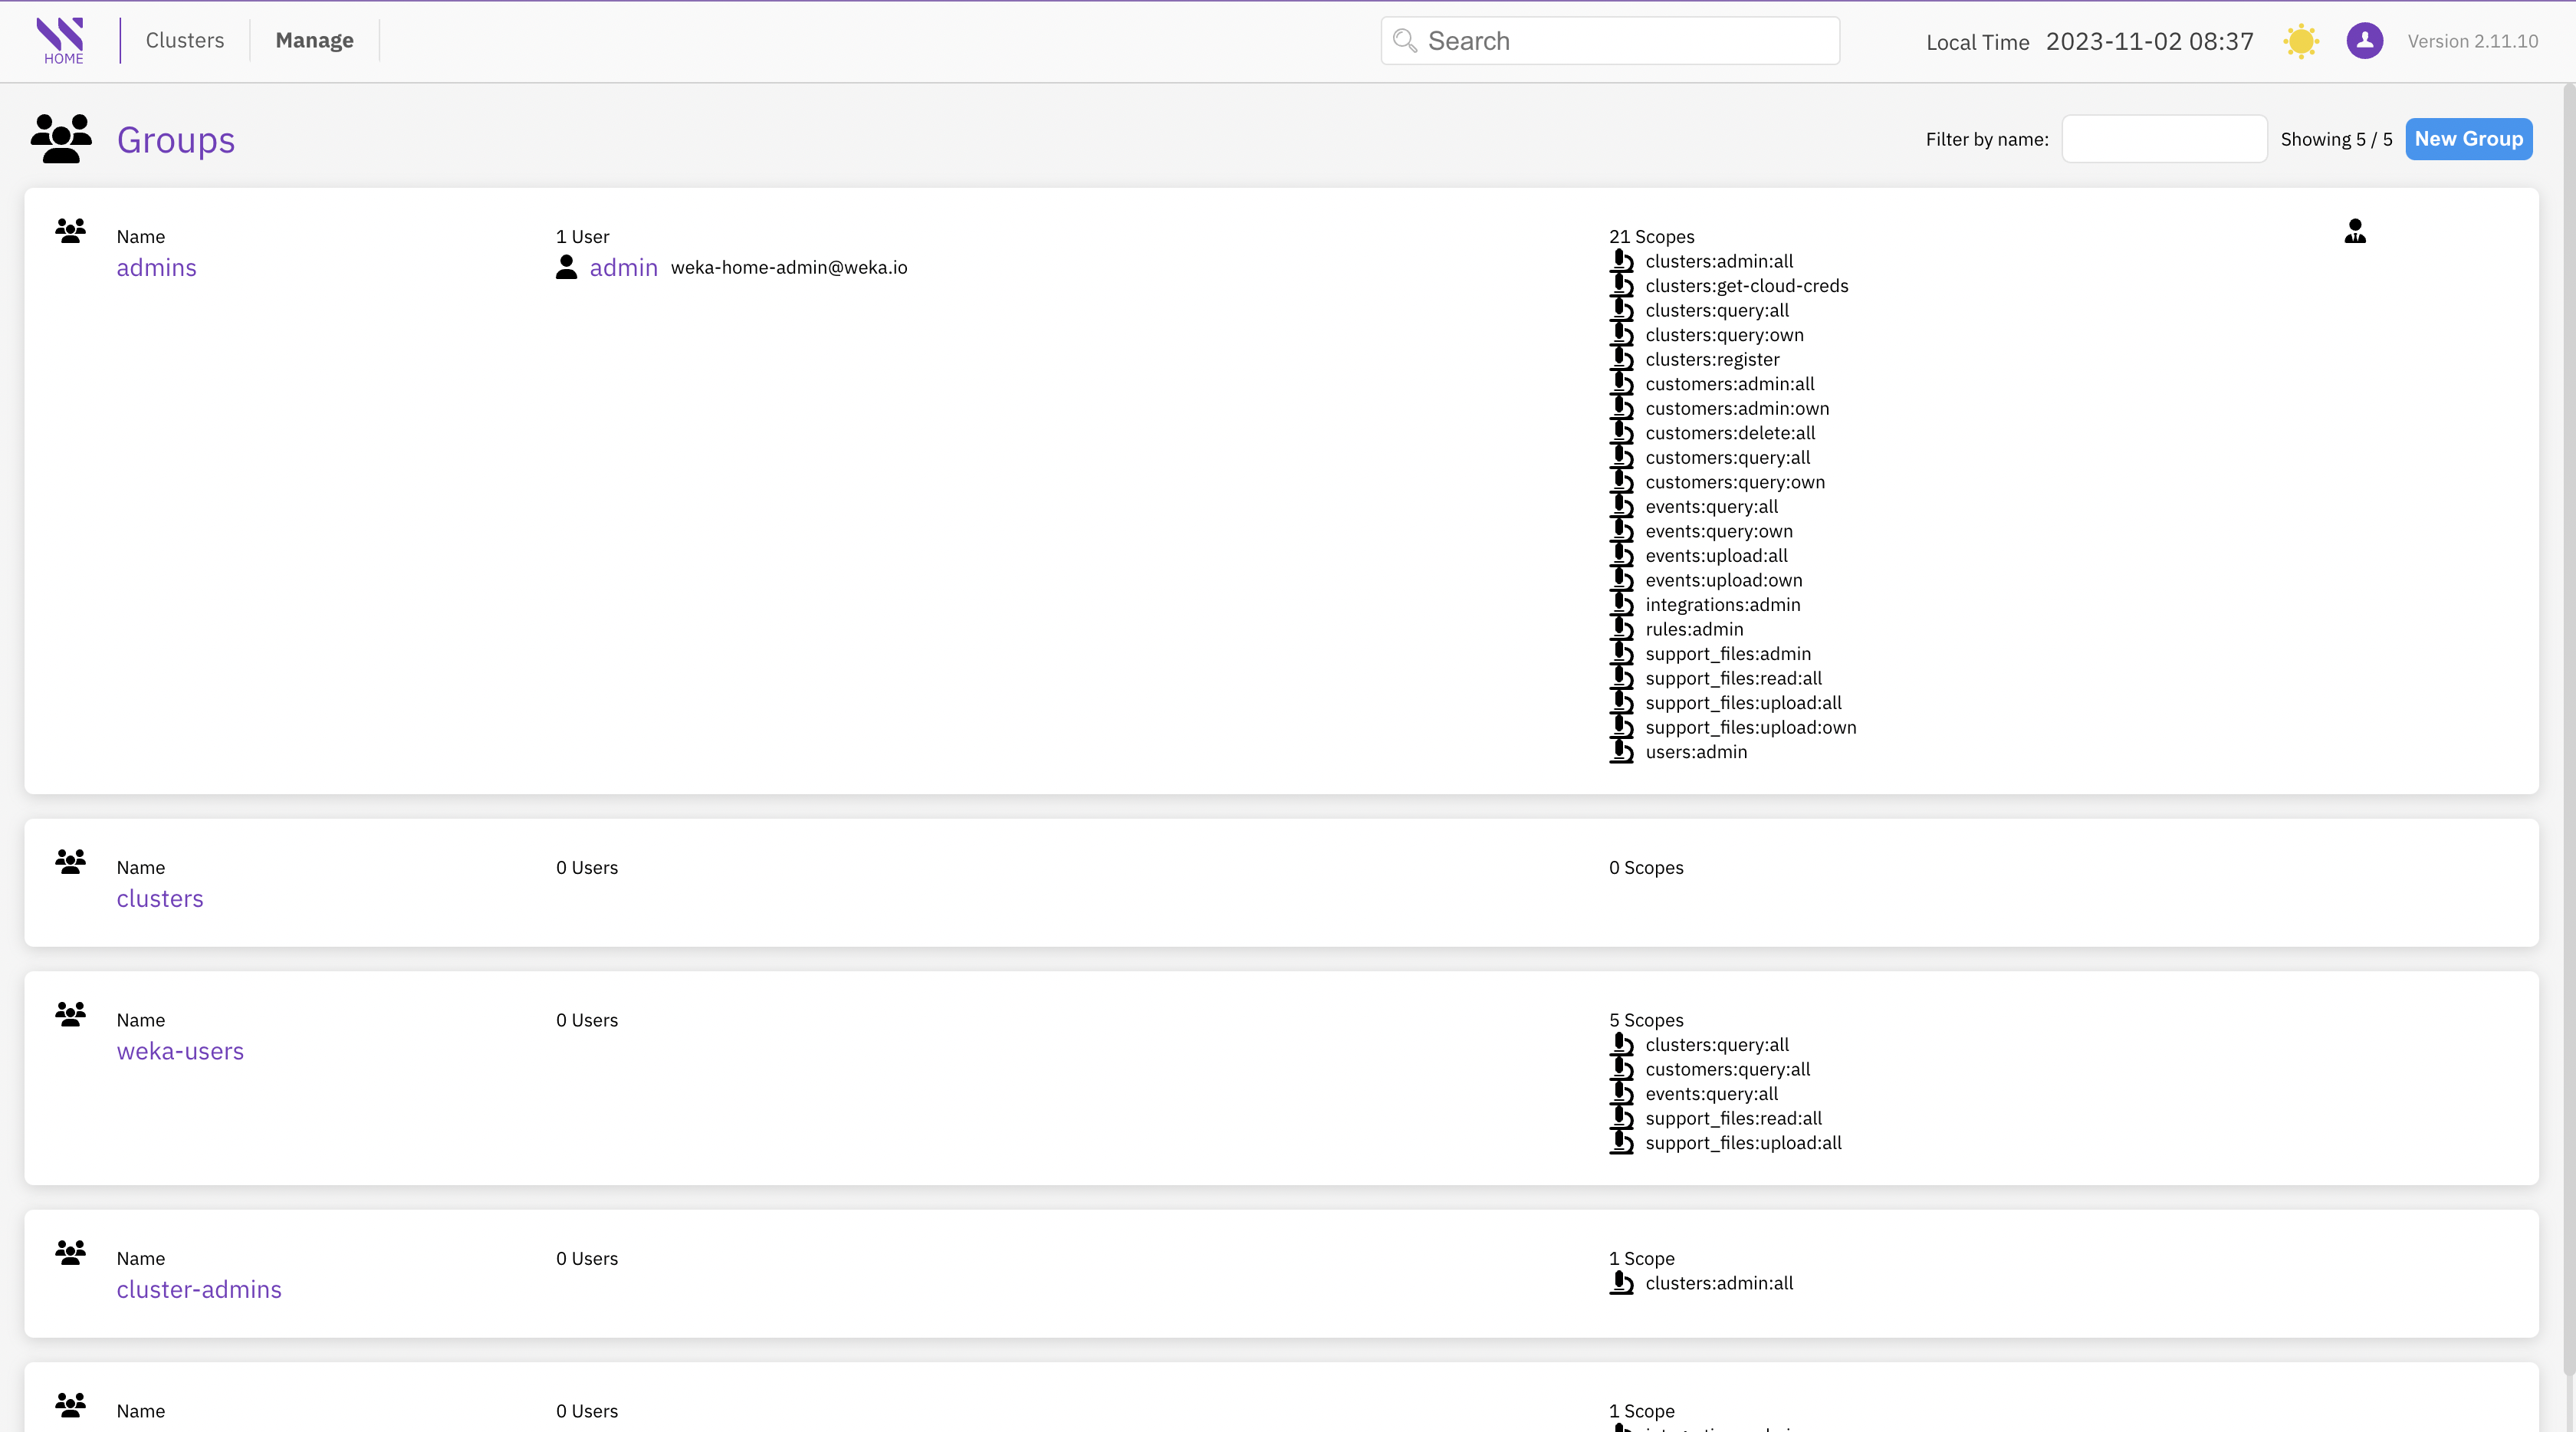 HOME
Clusters
Manage
Search
Local Time 2023-11-02 08:37
Version 2.11.10
Groups
Filter by name:
Showing 5 / 5
New Group
Name
admins
1 User
admin weka-home-admin@weka.io
21 Scopes
clusters:admin:all
clusters:get-cloud-creds
clusters:query:all
clusters:query:own
clusters:register
customers:admin:all
customers:admin:own
customers:delete:all
customers:query:all
customers:query:own
events:query:all
events:query:own
events:upload:all
events:upload:own
integrations:admin
rules:admin
support_files:admin
support_files:read:all
support_files:upload:all
support_files:upload:own
users:admin
Name
clusters
0 Users
0 Scopes
Name
weka-users
0 Users
5 Scopes
clusters:query:all
customers:query:all
events:query:all
support_files:read:all
support_files:upload:all
Name
cluster-admins
0 Users
1 Scope
clusters:admin:all
Name
0 Users
1 Scope